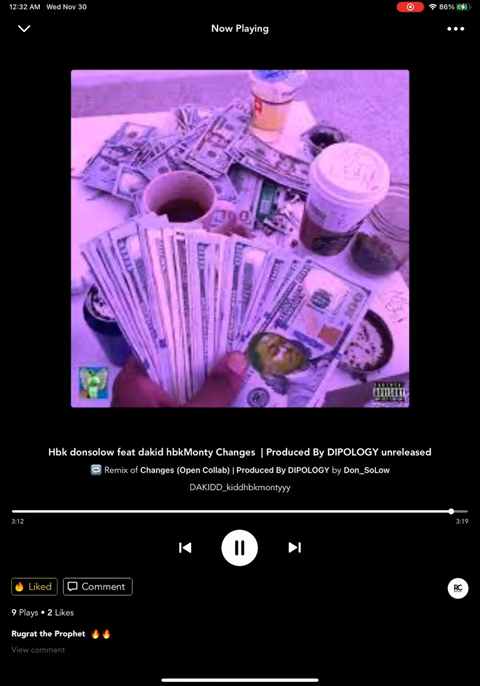 12:32 AM Wed Nov 30
86%
Now Playing
Hbk donsolow feat dakid hbkMonty Changes | Produced By DIPOLOGY unreleased
Remix of Changes (Open Collab) | Produced By DIPOLOGY by Don_SoLow
DAKIDD_kiddhbkmontyyy
3:12
3:19
Liked
Comment
RC
9 Plays • 2 Likes
Rugrat the Prophet 🔥🔥
View comment